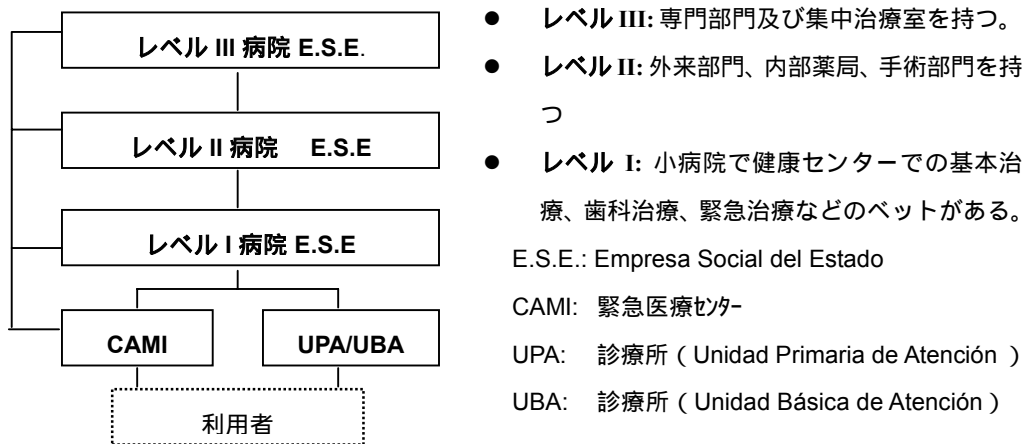 レベル III 病院 E.S.E.
レベル II 病院 E.S.E
レベル I 病院 E.S.E
CAMI
UPA/UBA
利用者
● レベル III: 専門部門及び集中治療室を持つ。
● レベル II: 外来部門、内部薬局、手術部門を持
つ
● レベル I: 小病院で健康センターでの基本治
療、歯科治療、緊急治療などのベットがある。
E.S.E.: Empresa Social del Estado
CAMI: 緊急医療ｾﾝﾀｰ
UPA: 診療所（Unidad Primaria de Atención ）
UBA: 診療所（Unidad Básica de Atención）